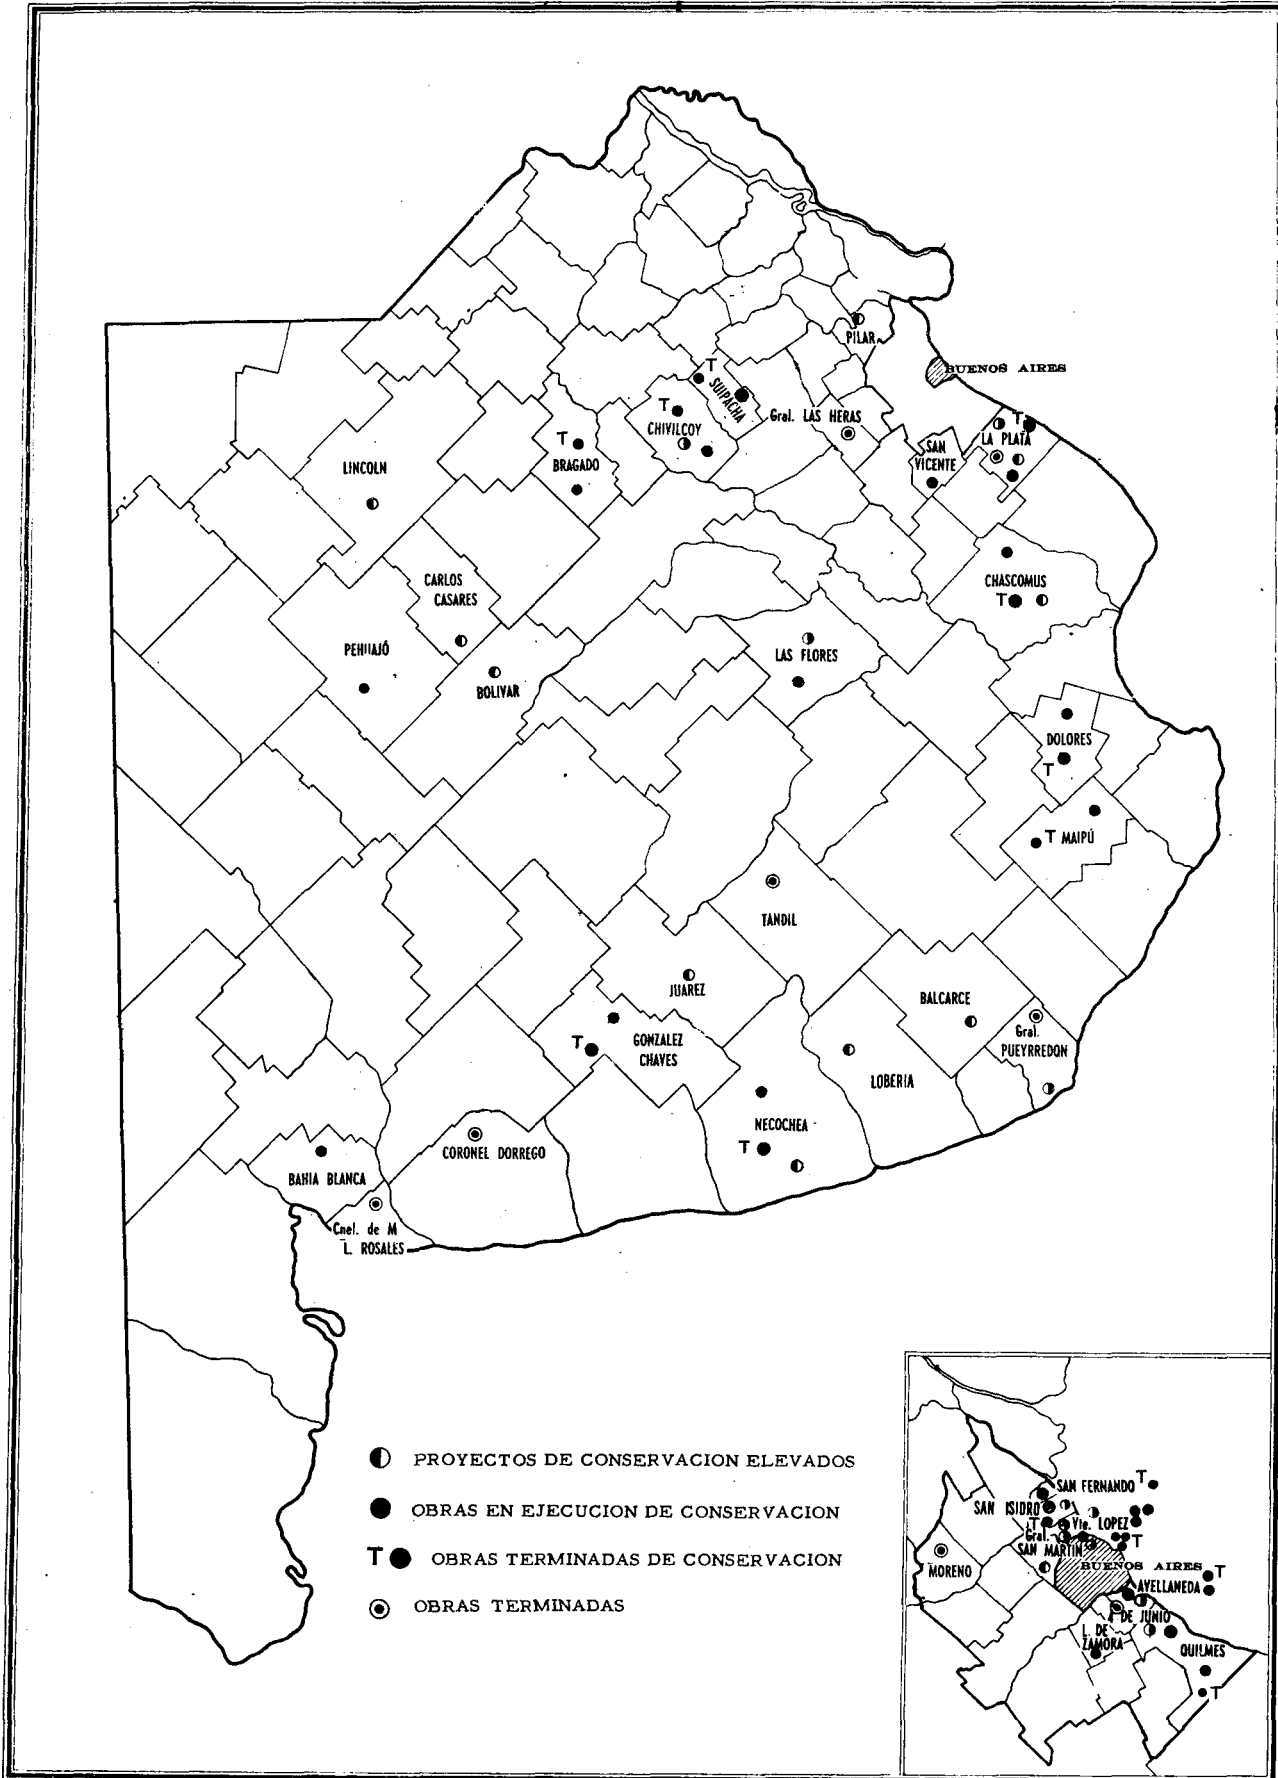 PILAR
BUENOS AIRES
T
SUIPACHA
T
CHIVILCOY
Gral. LAS HERAS
T
LA PLATA
T
BRAGADO
SAN
VICENTE
LINCOLN
CARLOS
CASARES
CHASCOMUS
T
PEHUAJÓ
LAS FLORES
BOLIVAR
DOLORES
T
T MAIPÚ
TANDIL
JUAREZ
BALCARCE
Gral.
PUEYRREDON
GONZALEZ
CHAVES
T
LOBERIA
NECOCHEA
T
CORONEL DORREGO
BAHIA BLANCA
Cnel. de M
L. ROSALES
PROYECTOS DE CONSERVACION ELEVADOS
OBRAS EN EJECUCION DE CONSERVACION
T OBRAS TERMINADAS DE CONSERVACION
OBRAS TERMINADAS
SAN FERNANDO T
SAN ISIDRO
T
Vte. LOPEZ
Gral.
SAN MARTIN
T
BUENOS AIRES
MORENO
T
AVELLANEDA
4 DE JUNIO
L. DE
ZAMORA
QUILMES
T